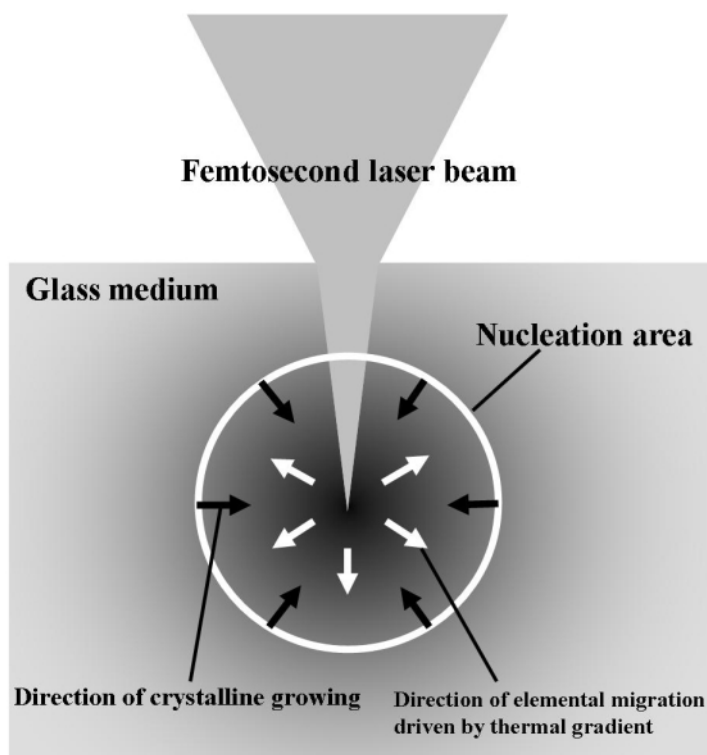 Femtosecond laser beam
Glass medium
Nucleation area
Direction of crystalline growing
Direction of elemental migration
driven by thermal gradient